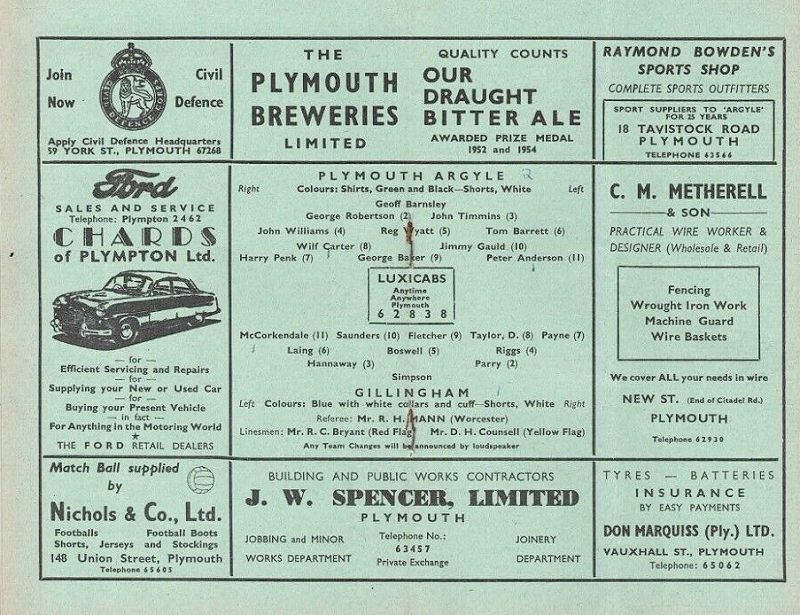 Join Civil
Now Defence
CIVIL DEFENCE CORPS
Apply Civil Defence Headquarters
59 YORK ST., PLYMOUTH 67268
THE
PLYMOUTH
BREWERIES
LIMITED
QUALITY COUNTS
OUR
DRAUGHT
BITTER ALE
AWARDED PRIZE MEDAL
1952 and 1954
RAYMOND BOWDEN'S
SPORTS SHOP
COMPLETE SPORTS OUTFITTERS
SPORT SUPPLIERS TO 'ARGYLE'
FOR 25 YEARS
18 TAVISTOCK ROAD
PLYMOUTH
TELEPHONE 63566
Ford
SALES AND SERVICE
Telephone: Plympton 2462
CHARDS
of PLYMPTON Ltd.
— for —
Efficient Servicing and Repairs
— for —
Supplying your New or Used Car
— for —
Buying your Present Vehicle
— in fact —
For Anything in the Motoring World
THE FORD RETAIL DEALERS
PLYMOUTH ARGYLE 2
Right Colours: Shirts, Green and Black—Shorts, White Left
Geoff Barnsley
George Robertson (2) John Timmins (3)
John Williams (4) Reg Wyatt (5) Tom Barrett (6)
Wilf Carter (8) Jimmy Gauld (10)
Harry Penk (7) George Baker (9) Peter Anderson (11)
LUXICABS
Anytime
Anywhere
Plymouth
62838
McCorkendale (11) Saunders (10) Fletcher (9) Taylor, D. (8) Payne (7)
Laing (6) Boswell (5) Riggs (4)
Hannaway (3) Parry (2)
Simpson
GILLINGHAM
Left Colours: Blue with white collars and cuff—Shorts, White Right
Referee: Mr. R. H. MANN (Worcester)
Linesmen: Mr. R. C. Bryant (Red Flag) Mr. D. H. Counsell (Yellow Flag)
Any Team Changes will be announced by loudspeaker
C. M. METHERELL
& SON
PRACTICAL WIRE WORKER &
DESIGNER (Wholesale & Retail)
Fencing
Wrought Iron Work
Machine Guard
Wire Baskets
We cover ALL your needs in wire
NEW ST. (End of Citadel Rd.)
PLYMOUTH
Telephone 62930
Match Ball supplied
by
Nichols & Co., Ltd.
Footballs Football Boots
Shorts, Jerseys and Stockings
148 Union Street, Plymouth
Telephone 65605
BUILDING AND PUBLIC WORKS CONTRACTORS
J. W. SPENCER, LIMITED
PLYMOUTH
JOBBING and MINOR
WORKS DEPARTMENT
Telephone No.:
63457
Private Exchange
JOINERY
DEPARTMENT
TYRES — BATTERIES
INSURANCE
BY EASY PAYMENTS
DON MARQUISS (Ply.) LTD.
VAUXHALL ST., PLYMOUTH
Telephone: 65062